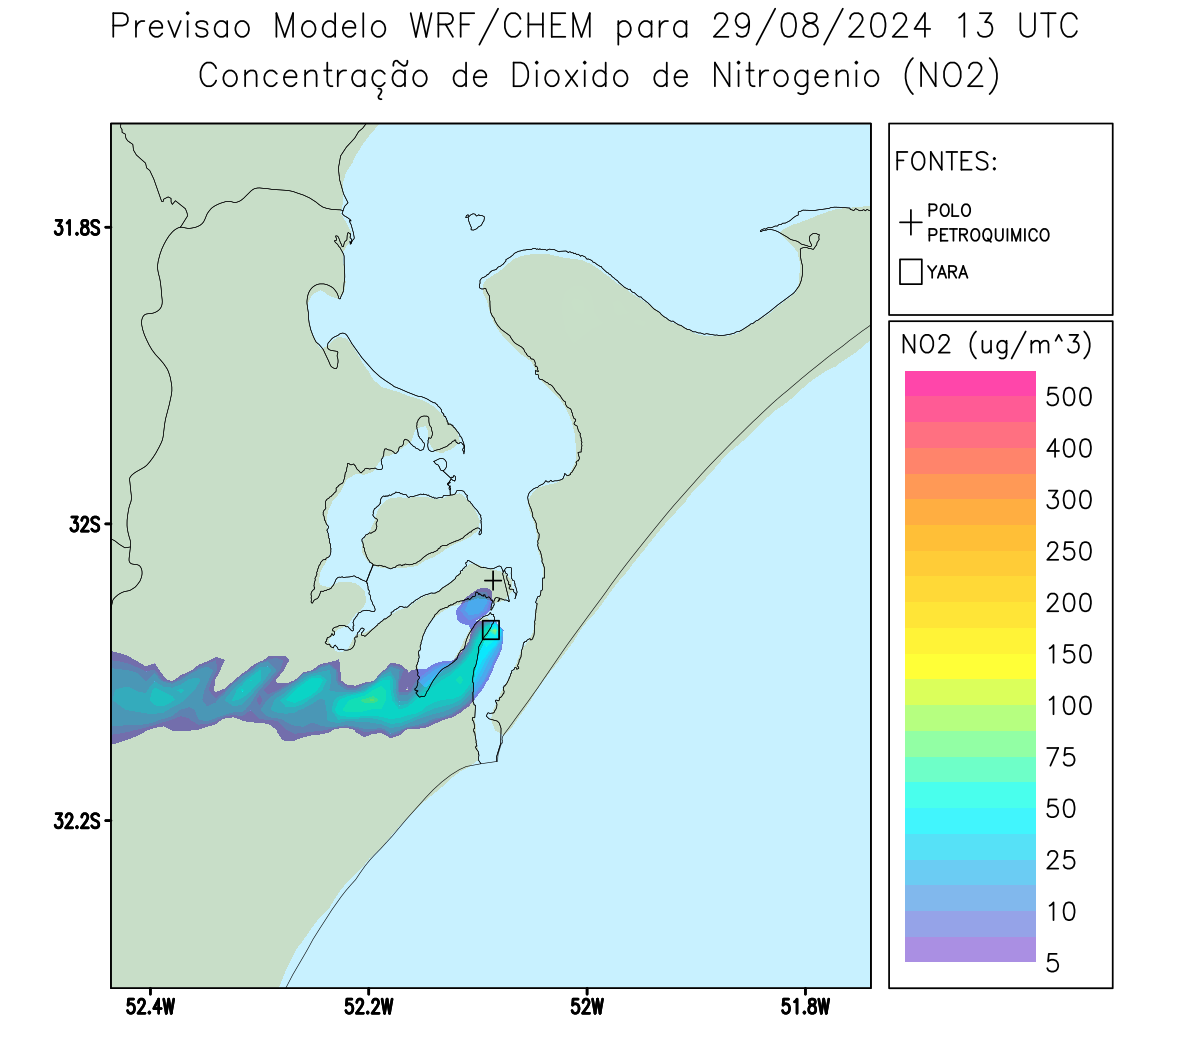 Previsao Modelo WRF/CHEM para 29/08/2024 13 UTC
Concentração de Dioxido de Nitrogenio (NO2)
FONTES:
POLO
PETROQUIMICO
YARA
NO2 (ug/m^3)
500
400
300
250
200
150
100
75
50
25
10
5
31.8S
32S
32.2S
52.4W
52.2W
52W
51.8W